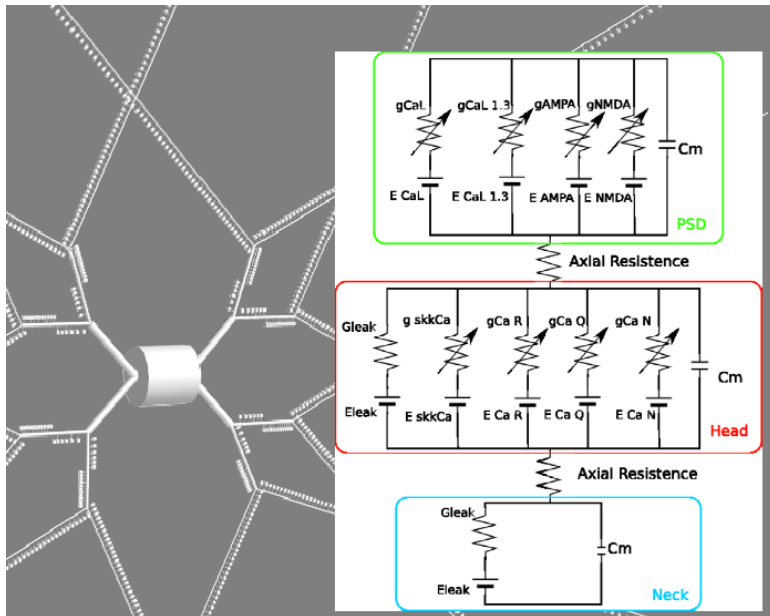 gCaL gCaL 1.3 gAMPA gNMDA
Cm
E CaL E CaL 1.3 E AMPA E NMDA
PSD
Axial Resistence
Gleak g skkCa gCa R gCa Q gCa N
Cm
Eleak E skkCa E Ca R E Ca Q E Ca N
Head
Axial Resistence
Gleak
Cm
Eleak
Neck